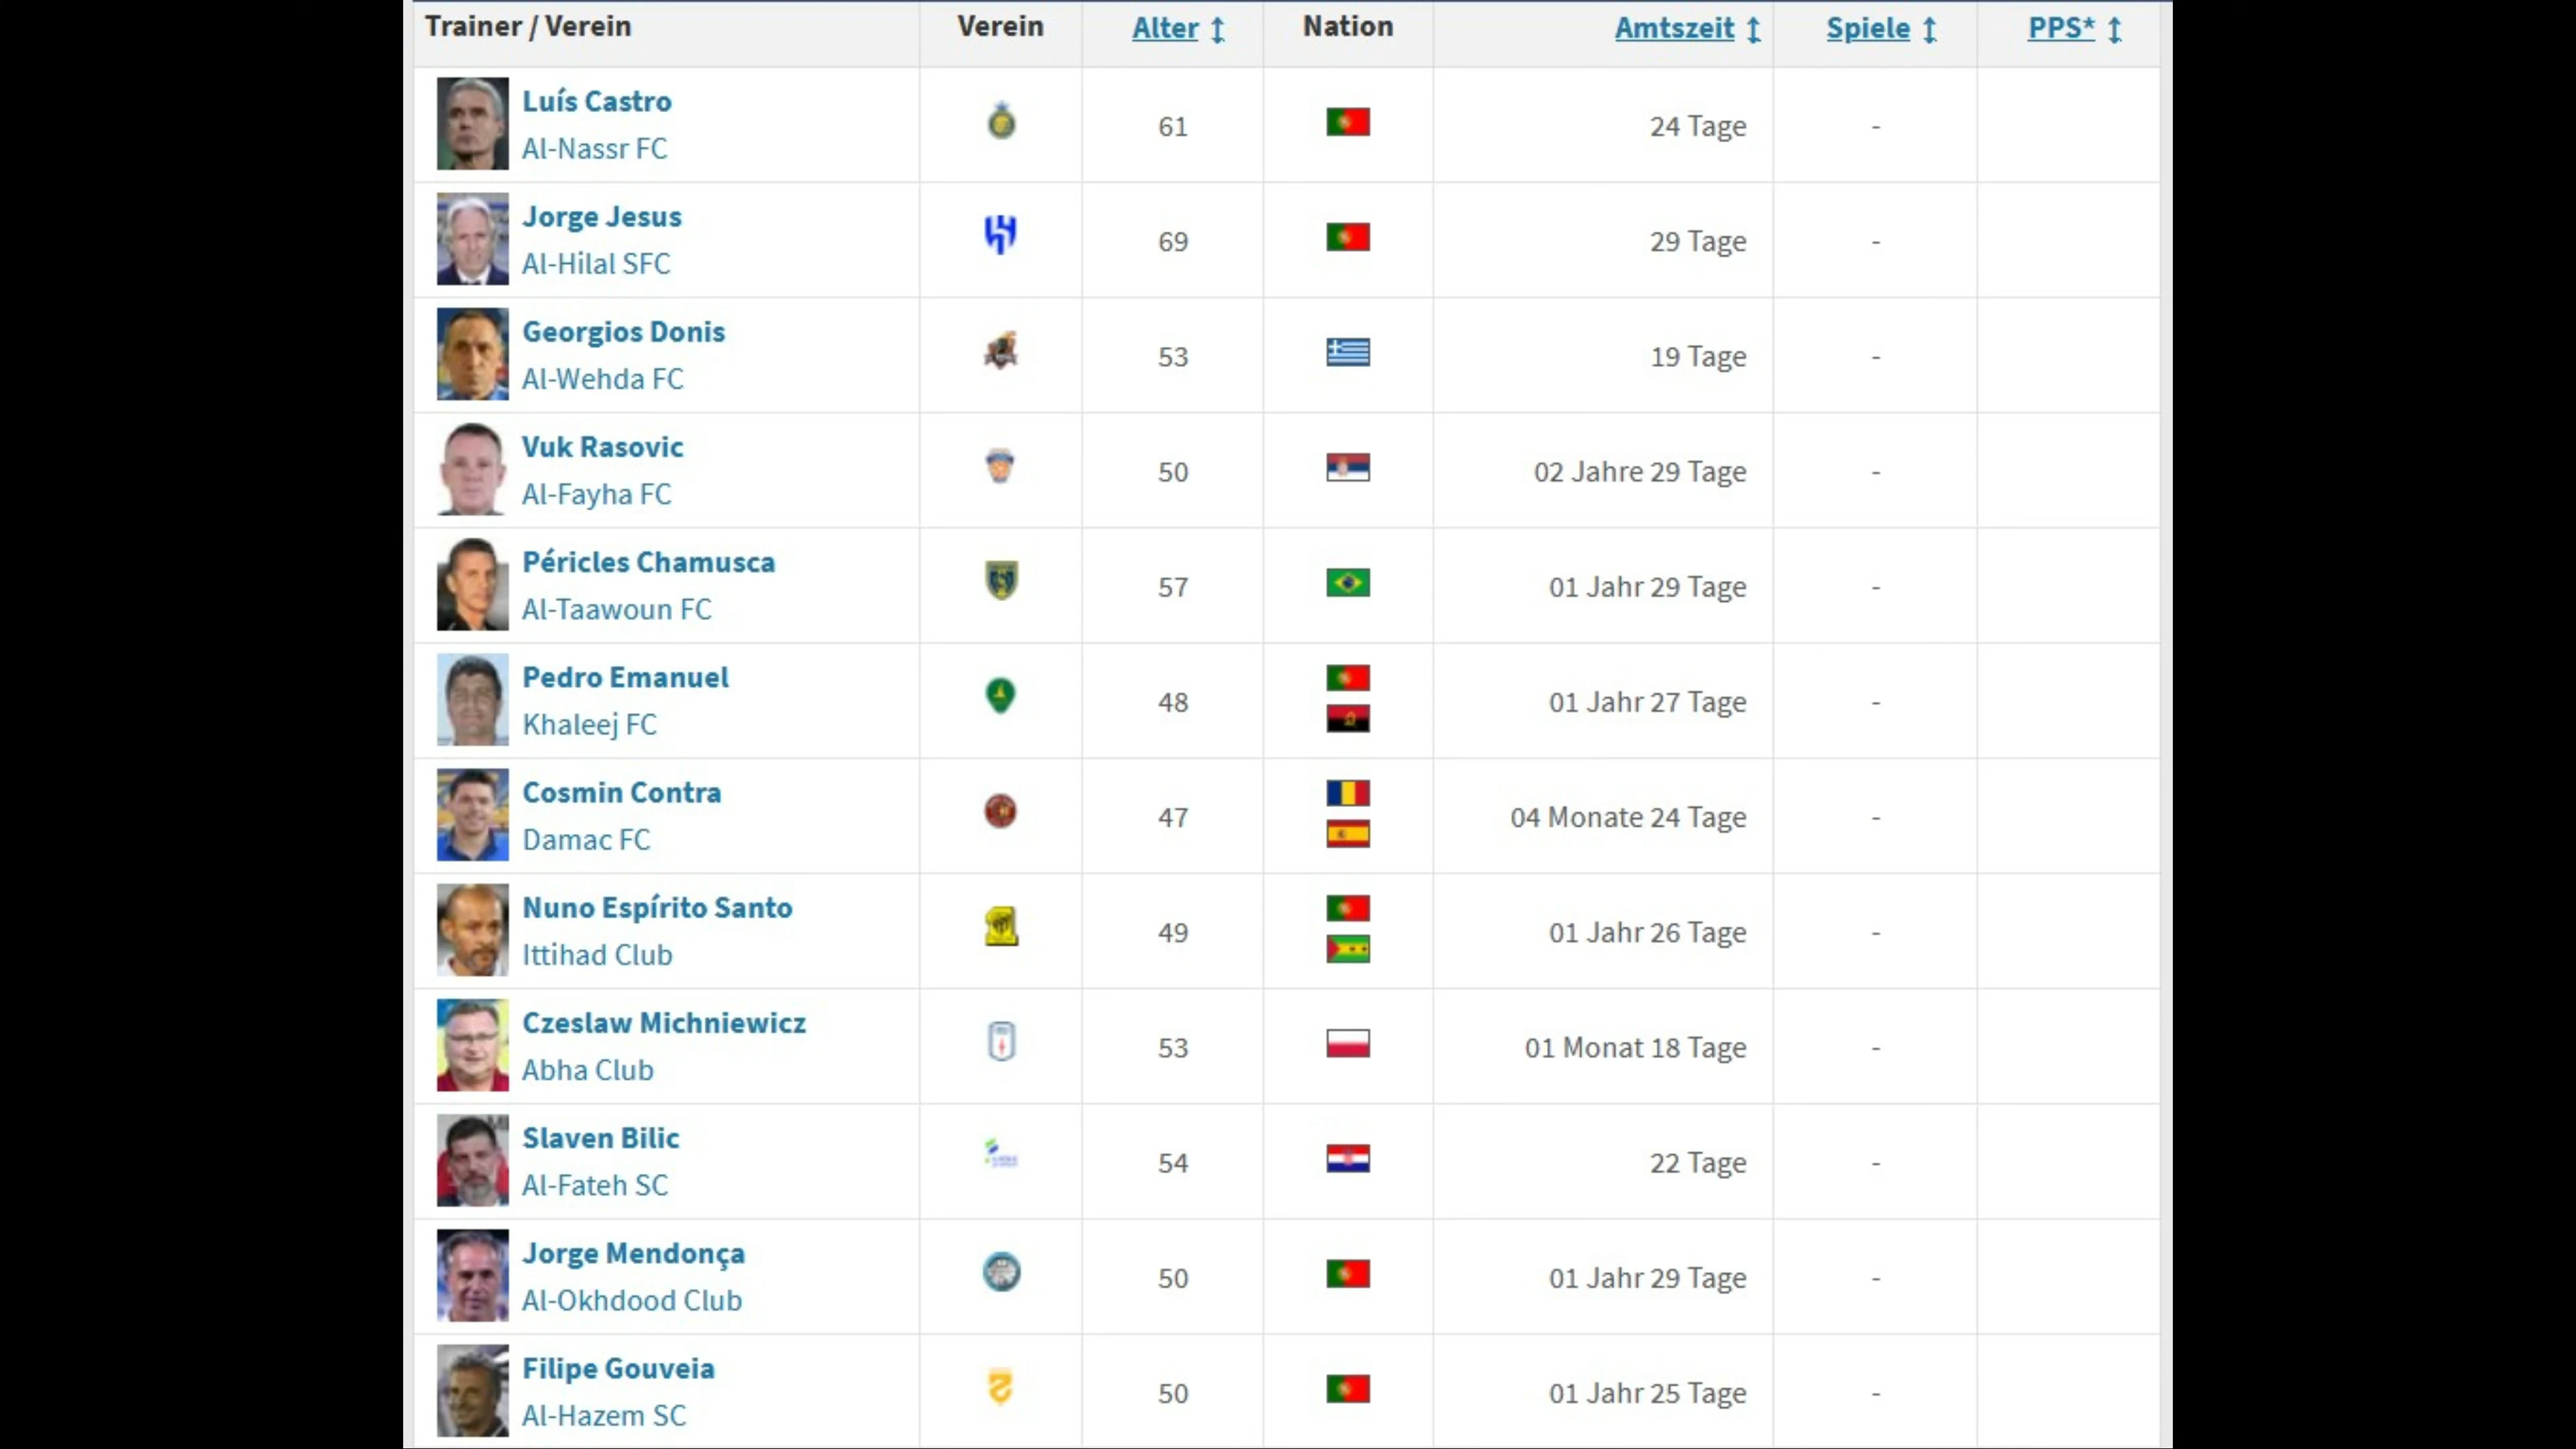 Trainer / Verein Verein Alter Nation Amtszeit Spiele PPS*
Luís Castro
Al-Nassr FC
61 24 Tage -
Jorge Jesus
Al-Hilal SFC
69 29 Tage -
Georgios Donis
Al-Wehda FC
53 19 Tage -
Vuk Rasovic
Al-Fayha FC
50 02 Jahre 29 Tage -
Péricles Chamusca
Al-Taawoun FC
57 01 Jahr 29 Tage -
Pedro Emanuel
Khaleej FC
48 01 Jahr 27 Tage -
Cosmin Contra
Damac FC
47 04 Monate 24 Tage -
Nuno Espírito Santo
Ittihad Club
49 01 Jahr 26 Tage -
Czeslaw Michniewicz
Abha Club
53 01 Monat 18 Tage -
Slaven Bilic
Al-Fateh SC
54 22 Tage -
Jorge Mendonça
Al-Okhdood Club
50 01 Jahr 29 Tage -
Filipe Gouveia
Al-Hazem SC
50 01 Jahr 25 Tage -